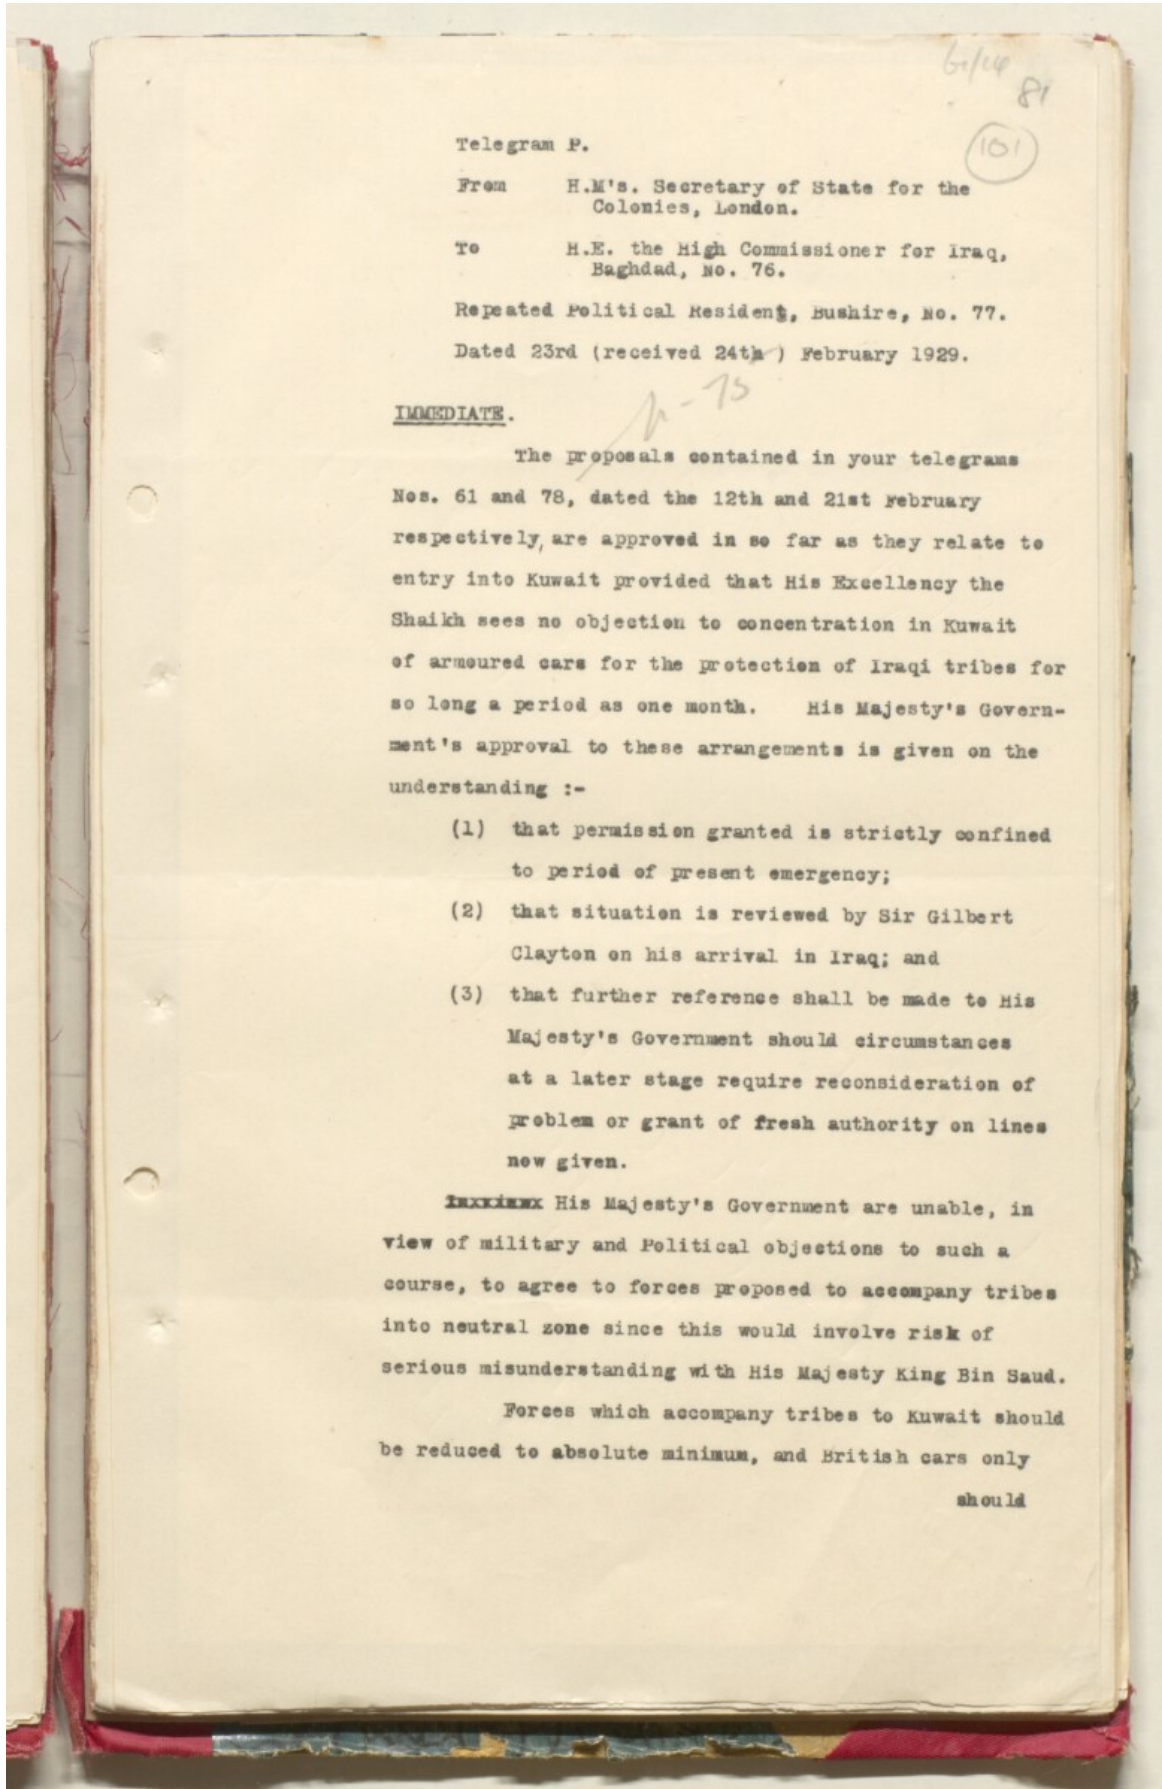 6/14
81
101
Telegram P.
From H.M's. Secretary of State for the
Colonies, London.
To H.E. the High Commissioner for Iraq,
Baghdad, No. 76.
Repeated Political Resident, Bushire, No. 77.
Dated 23rd (received 24th ) February 1929.
IMMEDIATE.
p-75
The proposals contained in your telegrams
Nos. 61 and 78, dated the 12th and 21st February
respectively, are approved in so far as they relate to
entry into Kuwait provided that His Excellency the
Shaikh sees no objection to concentration in Kuwait
of armoured cars for the protection of Iraqi tribes for
so long a period as one month. His Majesty's Govern-
ment's approval to these arrangements is given on the
understanding :-
(1) that permission granted is strictly confined
to period of present emergency;
(2) that situation is reviewed by Sir Gilbert
Clayton on his arrival in Iraq; and
(3) that further reference shall be made to His
Majesty's Government should circumstances
at a later stage require reconsideration of
problem or grant of fresh authority on lines
now given.
His Majesty's Government are unable, in
view of military and Political objections to such a
course, to agree to forces proposed to accompany tribes
into neutral zone since this would involve risk of
serious misunderstanding with His Majesty King Bin Saud.
Forces which accompany tribes to Kuwait should
be reduced to absolute minimum, and British cars only
should